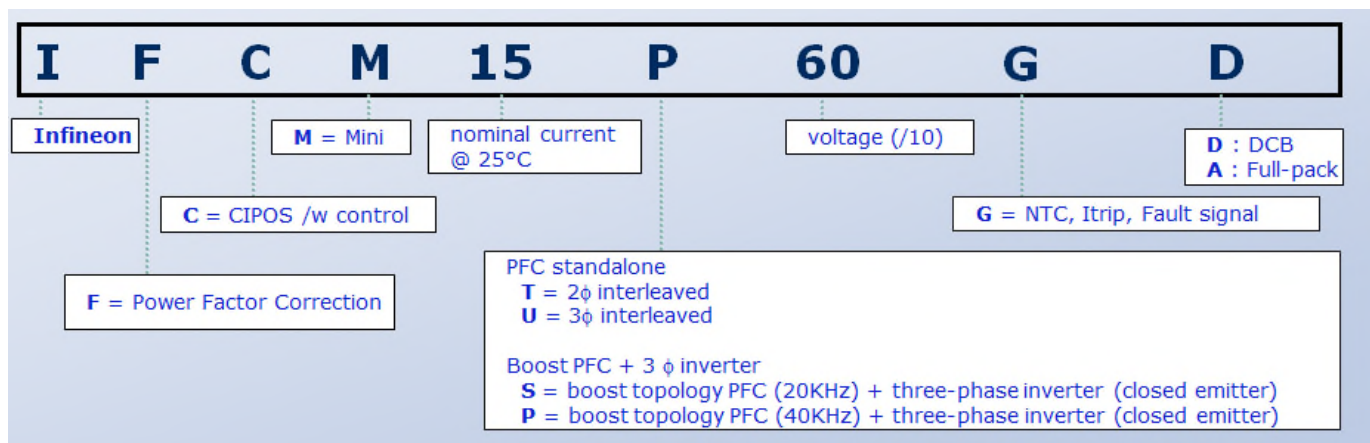 I F C M 15 P 60 G D
Infineon
M = Mini
nominal current
@ 25°C
voltage (/10)
D : DCB
A : Full-pack
C = CIPOS /w control
G = NTC, Itrip, Fault signal
F = Power Factor Correction
PFC standalone
T = 2ϕ interleaved
U = 3ϕ interleaved
Boost PFC + 3 ϕ inverter
S = boost topology PFC (20KHz) + three-phase inverter (closed emitter)
P = boost topology PFC (40KHz) + three-phase inverter (closed emitter)